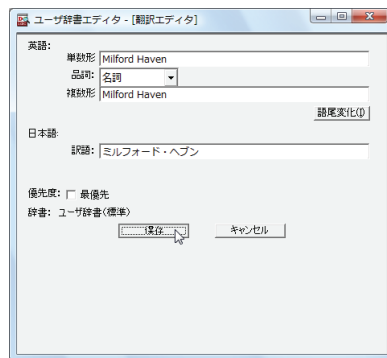 ユーザ辞書エディタ - [翻訳エディタ]
英語:
単数形 Milford Haven
品詞: 名詞
複数形 Milford Haven
語尾変化(I)
日本語:
訳語: ミルフォード・ヘブン
優先度: 最優先
辞書: ユーザ辞書(標準)
保存 キャンセル